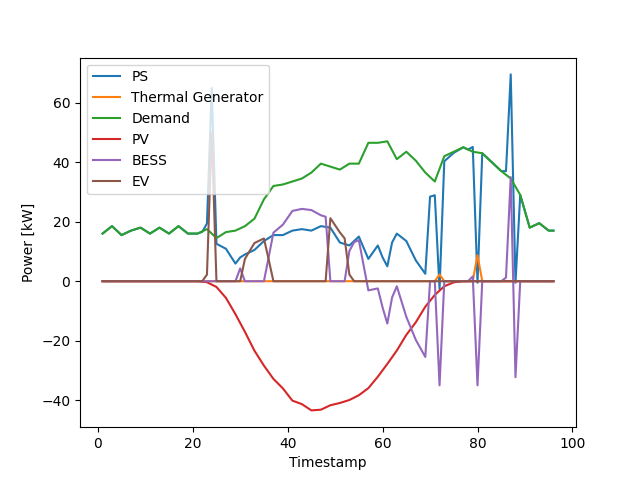 PS
Thermal Generator
Demand
PV
BESS
EV
Power [kW]
60
40
20
0
−20
−40
0 20 40 60 80 100
Timestamp